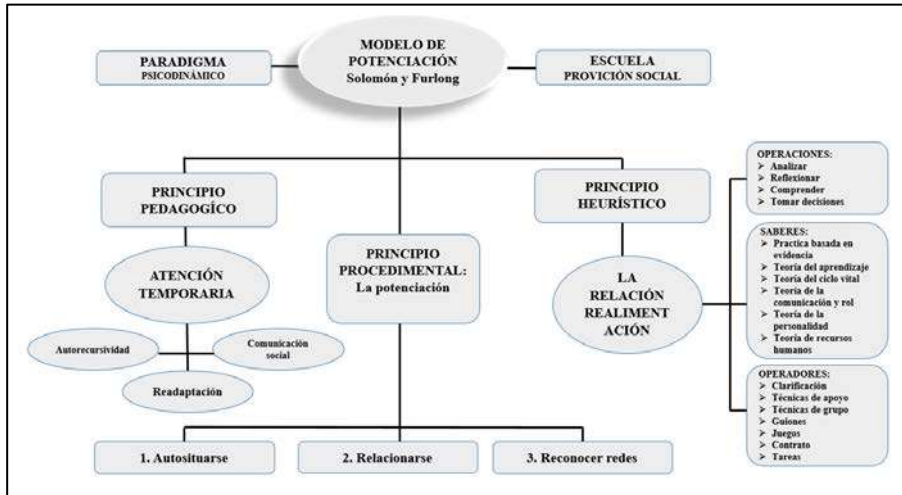 MODELO DE
POTENCIACIÓN
Solomón y Furlong
PARADIGMA
PSICODINÁMICO
ESCUELA
PROVICIÓN SOCIAL
PRINCIPIO
PEDAGOGÍCO
ATENCIÓN
TEMPORARIA
Autorecursividad
Comunicación
social
Readaptación
PRINCIPIO
PROCEDIMENTAL:
La potenciación
PRINCIPIO
HEURÍSTICO
LA
RELACIÓN
REALIMENT
ACIÓN
OPERACIONES:
➢ Analizar
➢ Reflexionar
➢ Comprender
➢ Tomar decisiones
SABERES:
➢ Practica basada en
evidencia
➢ Teoría del aprendizaje
➢ Teoría del ciclo vital
➢ Teoría de la
comunicación y rol
➢ Teoría de la
personalidad
➢ Teoría de recursos
humanos
OPERADORES:
➢ Clarificación
➢ Técnicas de apoyo
➢ Técnicas de grupo
➢ Guiones
➢ Juegos
➢ Contrato
➢ Tareas
1. Autosituarse
2. Relacionarse
3. Reconocer redes